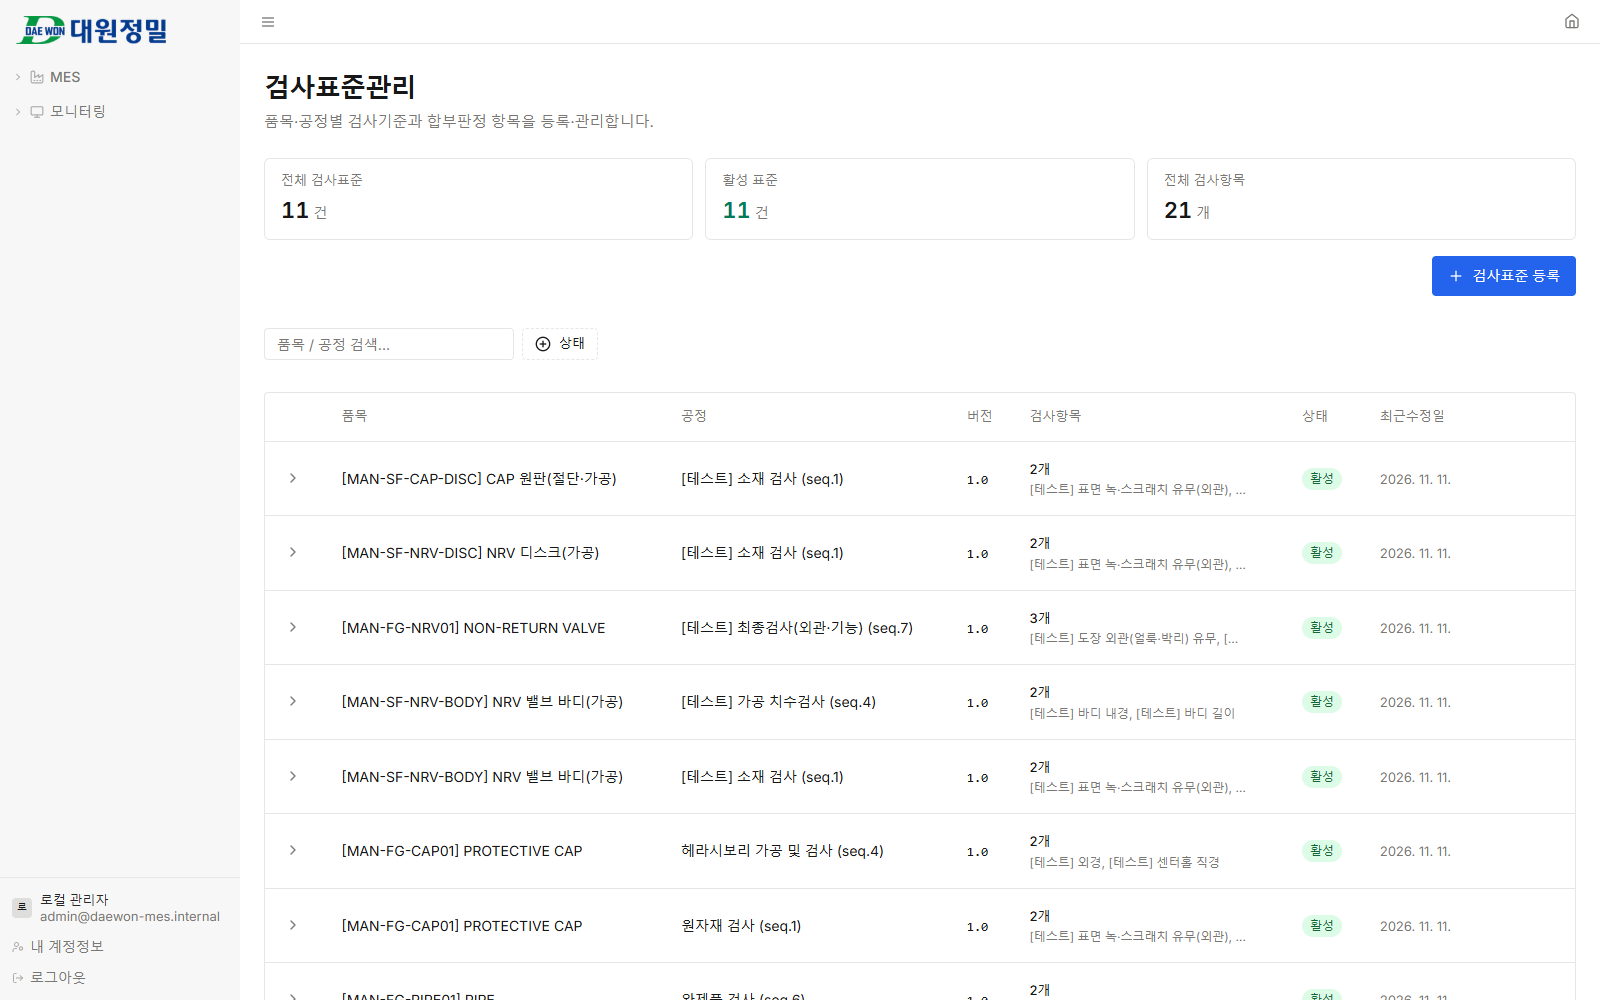 DAE WON 대원정밀
MES
모니터링
검사표준관리
품목·공정별 검사기준과 합부판정 항목을 등록·관리합니다.
전체 검사표준
11 건
활성 표준
11 건
전체 검사항목
21 개
검사표준 등록
품목 / 공정 검색...
상태
품목 공정 버전 검사항목 상태 최근수정일
[MAN-SF-CAP-DISC] CAP 원판(절단·가공) [테스트] 소재 검사 (seq.1) 1.0 2개 활성 2026. 11. 11.
[테스트] 표면 녹·스크래치 유무(외관), ...
[MAN-SF-NRV-DISC] NRV 디스크(가공) [테스트] 소재 검사 (seq.1) 1.0 2개 활성 2026. 11. 11.
[테스트] 표면 녹·스크래치 유무(외관), ...
[MAN-FG-NRV01] NON-RETURN VALVE [테스트] 최종검사(외관·기능) (seq.7) 1.0 3개 활성 2026. 11. 11.
[테스트] 도장 외관(얼룩·박리) 유무, [...
[MAN-SF-NRV-BODY] NRV 밸브 바디(가공) [테스트] 가공 치수검사 (seq.4) 1.0 2개 활성 2026. 11. 11.
[테스트] 바디 내경, [테스트] 바디 길이
[MAN-SF-NRV-BODY] NRV 밸브 바디(가공) [테스트] 소재 검사 (seq.1) 1.0 2개 활성 2026. 11. 11.
[테스트] 표면 녹·스크래치 유무(외관), ...
[MAN-FG-CAP01] PROTECTIVE CAP 헤라시보리 가공 및 검사 (seq.4) 1.0 2개 활성 2026. 11. 11.
[테스트] 외경, [테스트] 센터홀 직경
[MAN-FG-CAP01] PROTECTIVE CAP 원자재 검사 (seq.1) 1.0 2개 활성 2026. 11. 11.
[테스트] 표면 녹·스크래치 유무(외관), ...
[MAN-FG-PIPE01] PIPE 완제품 검사 (seq.6) 1.0 2개 활성 2026. 11. 11.
로 로컬 관리자
admin@daewon-mes.internal
내 계정정보
로그아웃